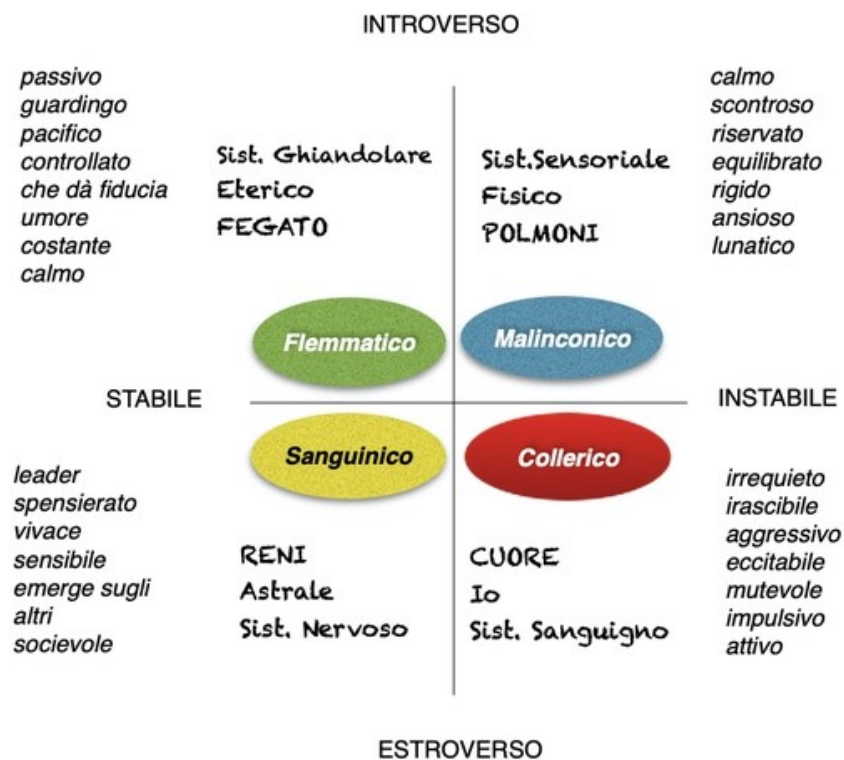 INTROVERSO
passivo
guardingo
pacifico
controllato
che dà fiducia
umore
costante
calmo
Sist. Ghiandolare
Eterico
FEGATO
Sist.Sensoriale
Fisico
POLMONI
calmo
scontroso
riservato
equilibrato
rigido
ansioso
lunatico
Flemmatico
Malinconico
STABILE
INSTABILE
Sanguinico
Collerico
leader
spensierato
vivace
sensibile
emerge sugli
altri
socievole
RENI
Astrale
Sist. Nervoso
CUORE
Io
Sist. Sanguigno
irrequieto
irascibile
aggressivo
eccitabile
mutevole
impulsivo
attivo
ESTROVERSO